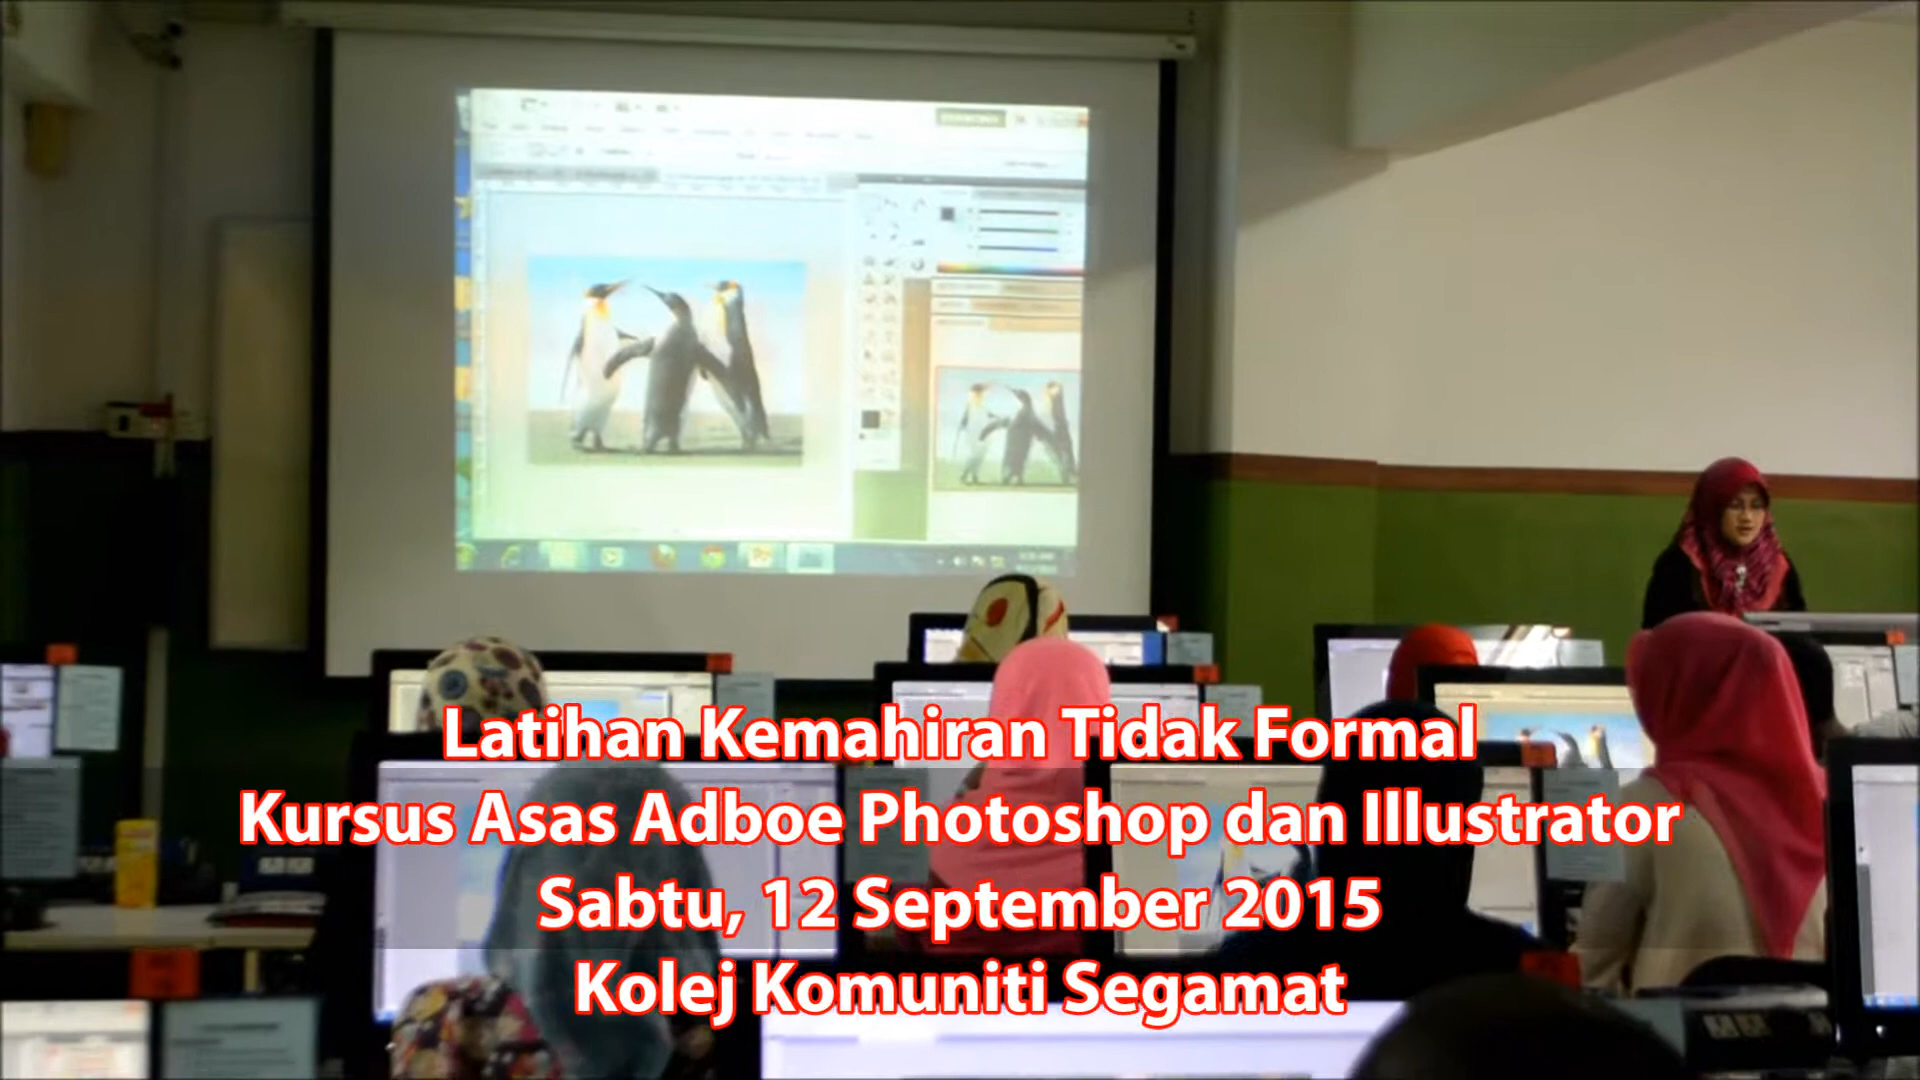 Latihan Kemahiran Tidak Formal
Kursus Asas Adboe Photoshop dan Illustrator
Sabtu, 12 September 2015
Kolej Komuniti Segamat